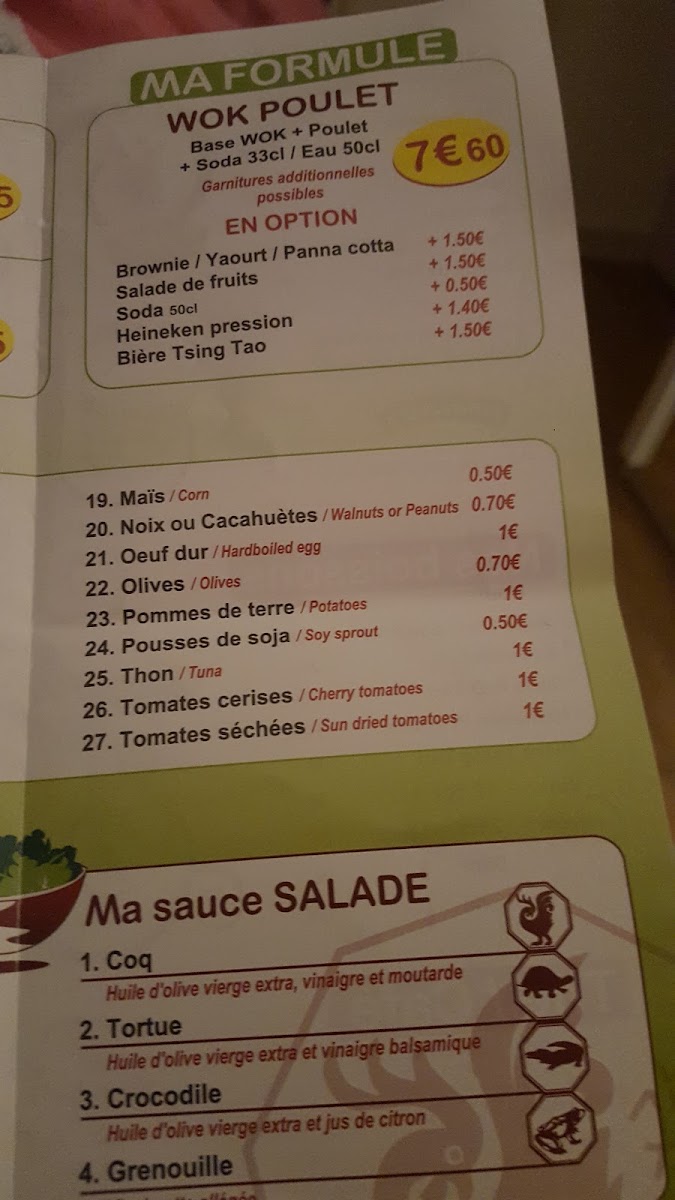 MA FORMULE
WOK POULET
Base WOK + Poulet
+ Soda 33cl / Eau 50cl
7€60
Garnitures additionnelles
possibles
EN OPTION
Brownie / Yaourt / Panna cotta + 1.50€
Salade de fruits + 1.50€
Soda 50cl + 0.50€
Heineken pression + 1.40€
Bière Tsing Tao + 1.50€
19. Maïs / Corn 0.50€
20. Noix ou Cacahuètes / Walnuts or Peanuts 0.70€
21. Oeuf dur / Hardboiled egg 1€
22. Olives / Olives 0.70€
23. Pommes de terre / Potatoes 1€
24. Pousses de soja / Soy sprout 0.50€
25. Thon / Tuna 1€
26. Tomates cerises / Cherry tomatoes 1€
27. Tomates séchées / Sun dried tomatoes 1€
Ma sauce SALADE
1. Coq
Huile d'olive vierge extra, vinaigre et moutarde
2. Tortue
Huile d'olive vierge extra et vinaigre balsamique
3. Crocodile
Huile d'olive vierge extra et jus de citron
4. Grenouille